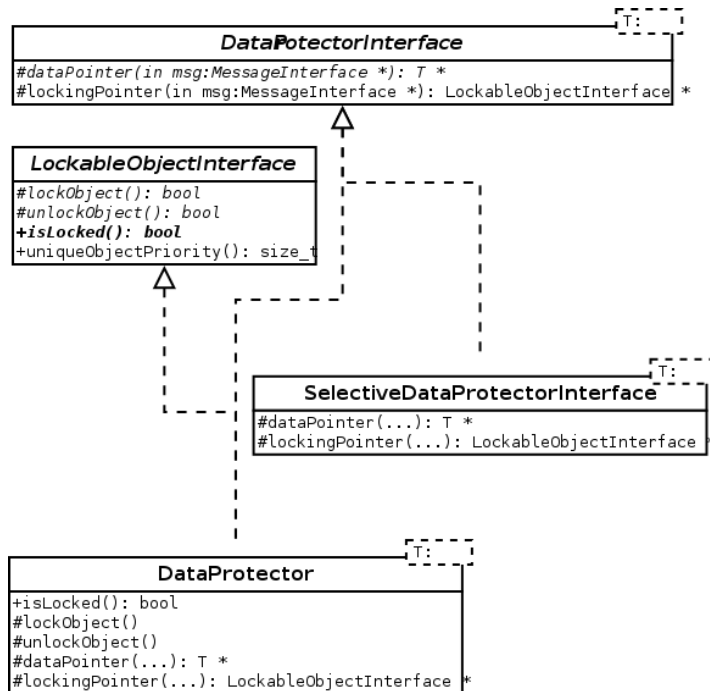 T:
DataPotectorInterface
#dataPointer(in msg:MessageInterface *): T *
#lockingPointer(in msg:MessageInterface *): LockableObjectInterface *
LockableObjectInterface
#lockObject(): bool
#unlockObject(): bool
+isLocked(): bool
+uniqueObjectPriority(): size_t
T:
SelectiveDataProtectorInterface
#dataPointer(...): T *
#lockingPointer(...): LockableObjectInterface *
T:
DataProtector
+isLocked(): bool
#lockObject()
#unlockObject()
#dataPointer(...): T *
#lockingPointer(...): LockableObjectInterface *